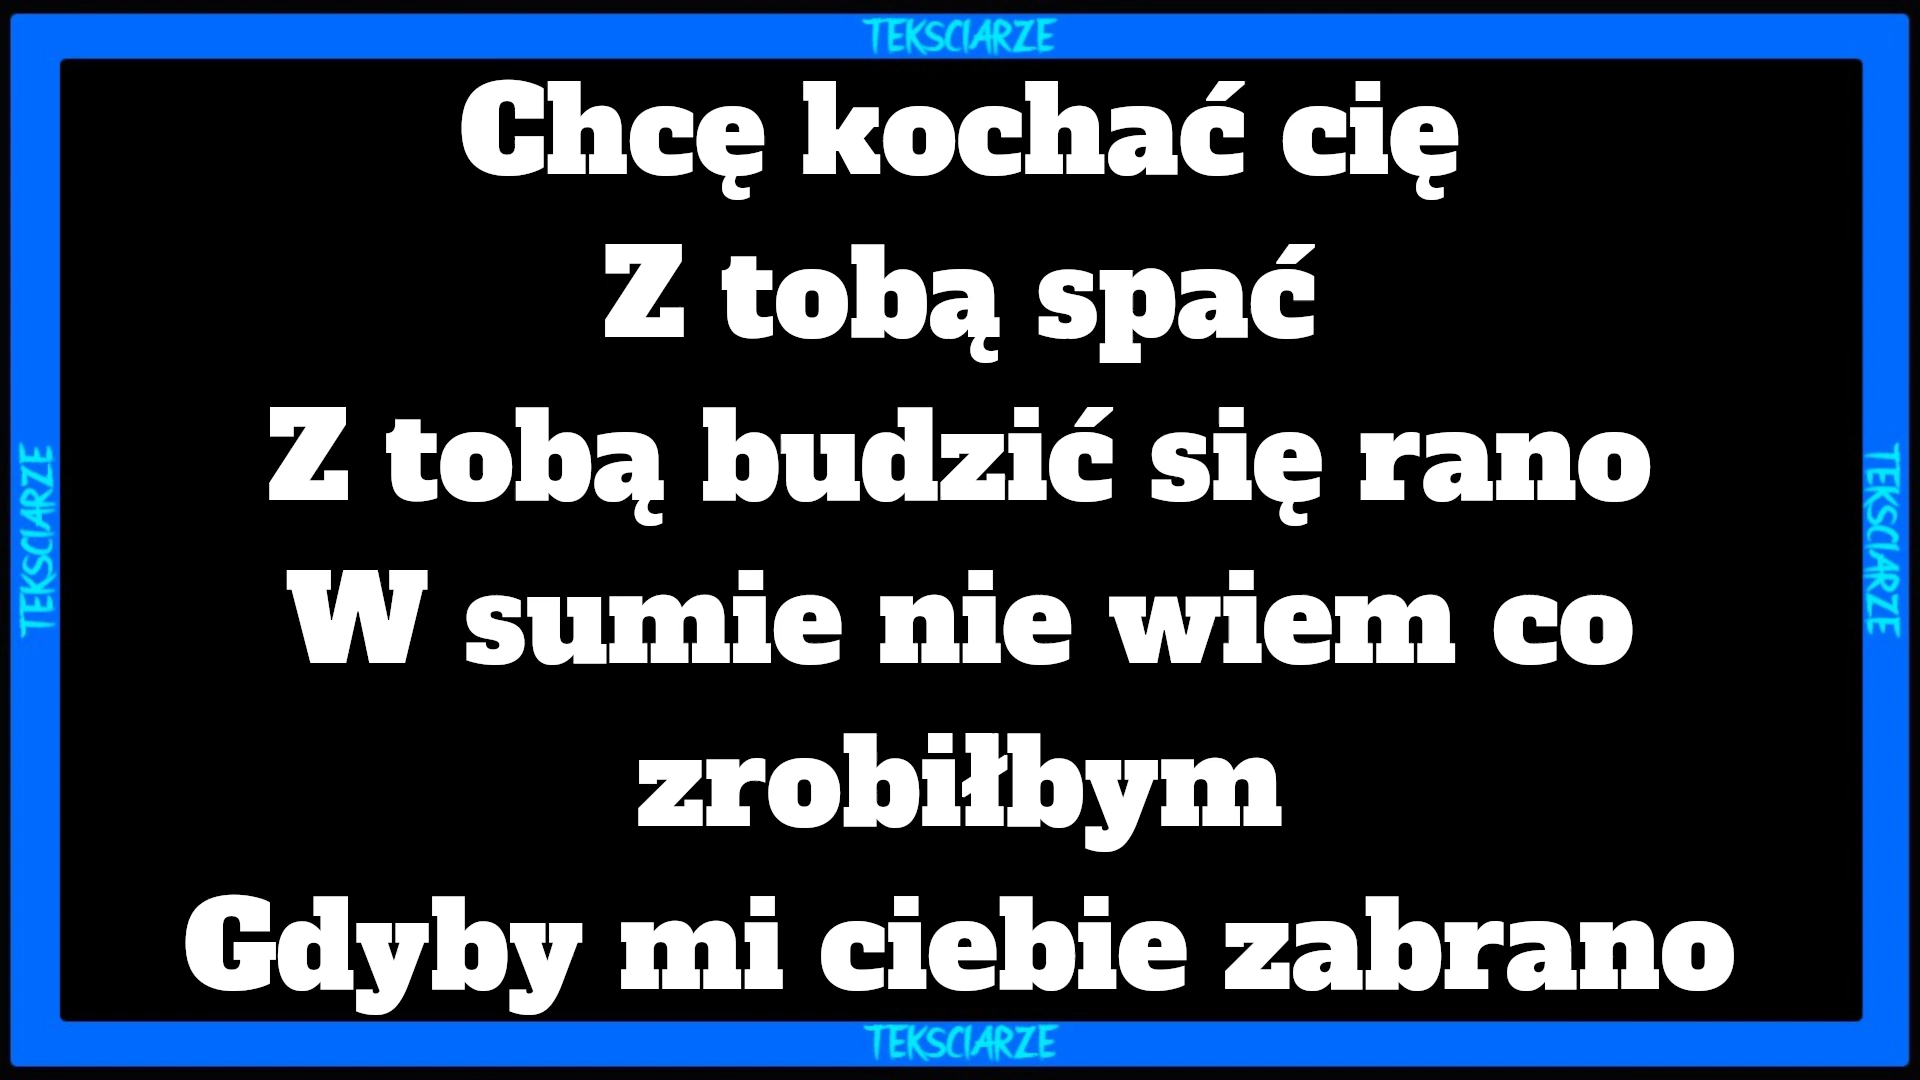 TEKSCIARZE
Chcę kochać cię
Z tobą spać
Z tobą budzić się rano
W sumie nie wiem co
zrobiłbym
Gdyby mi ciebie zabrano
TEKSCIARZE
TEKSCIARZE
TEKSCIARZE